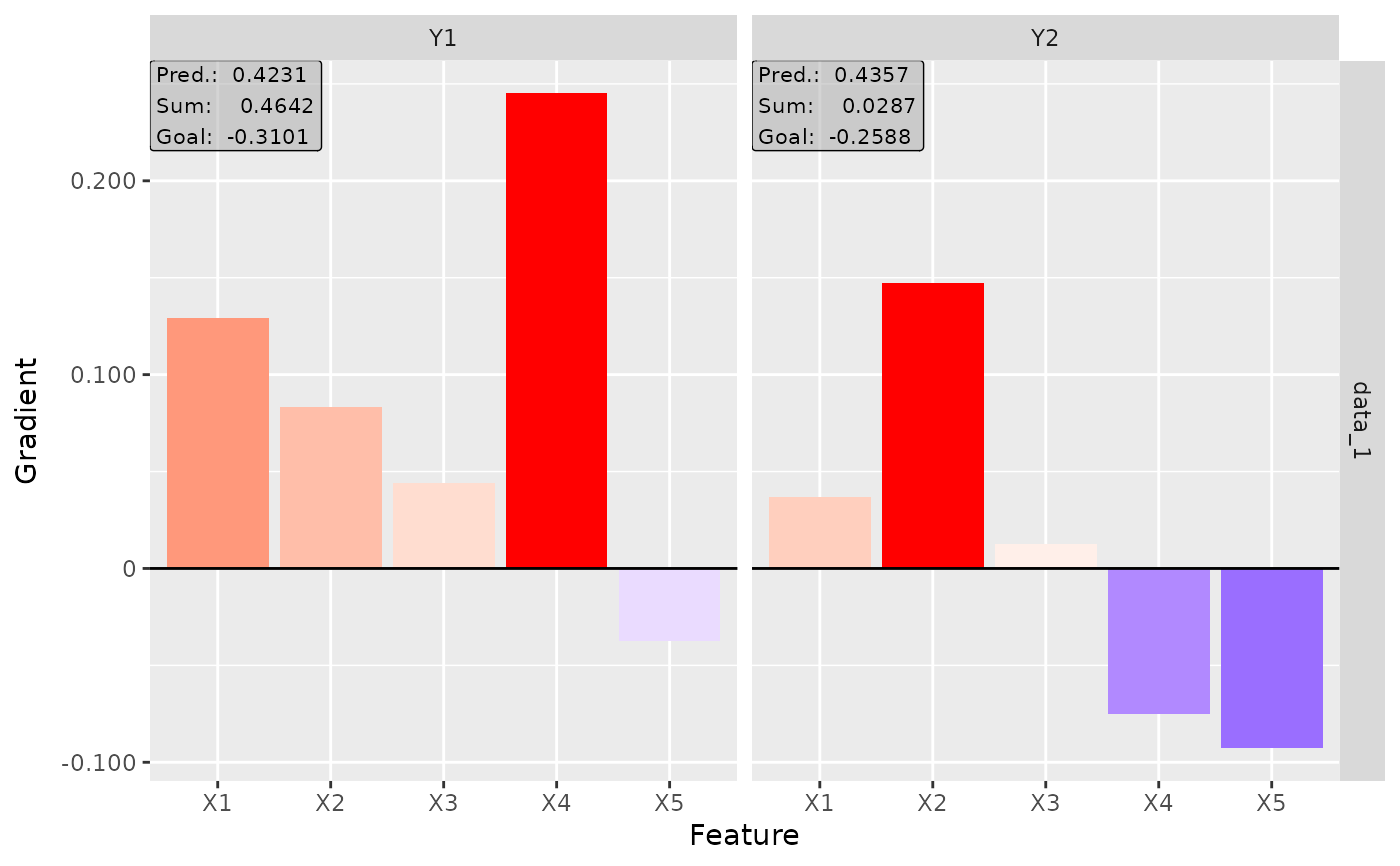 Y1
Y2
Pred.: 0.4231
Sum: 0.4642
Goal: -0.3101
Pred.: 0.4357
Sum: 0.0287
Goal: -0.2588
0.200
0.100
0
-0.100
Gradient
data_1
X1 X2 X3 X4 X5
X1 X2 X3 X4 X5
Feature